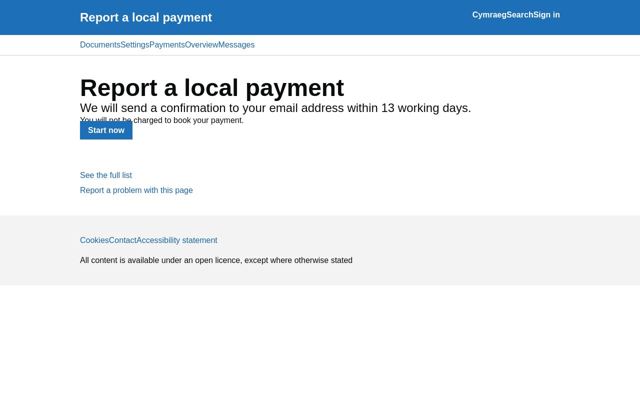 Report a local payment
Cymraeg Search Sign in
Documents Settings Payments Overview Messages
Report a local payment
We will send a confirmation to your email address within 13 working days.
You will not be charged to book your payment.
Start now
See the full list
Report a problem with this page
Cookies Contact Accessibility statement
All content is available under an open licence, except where otherwise stated